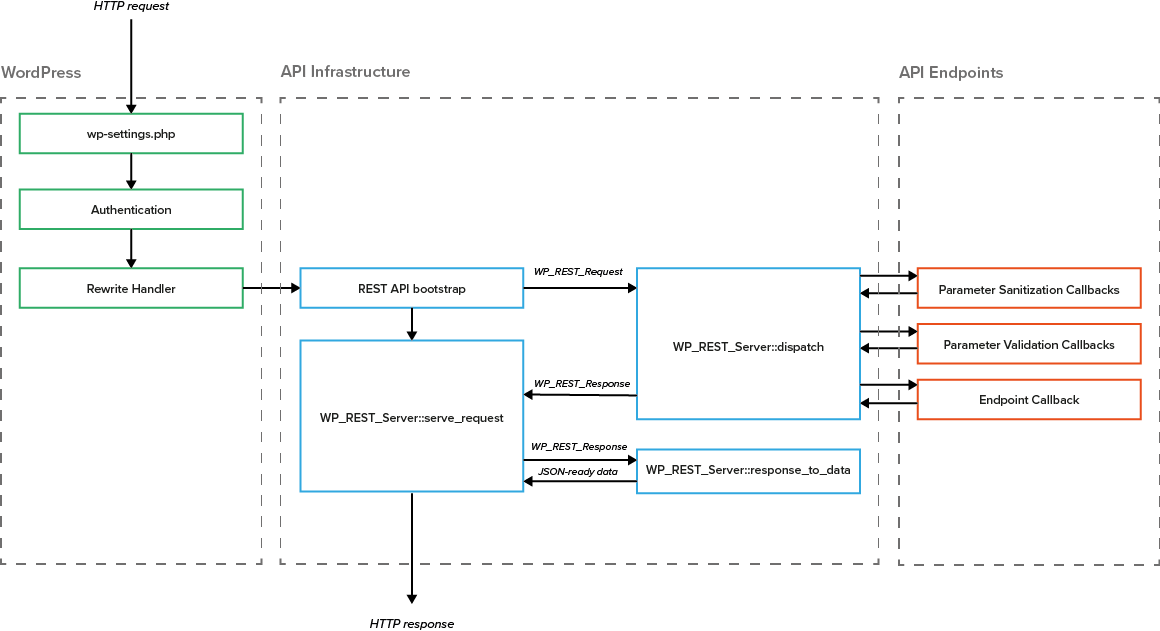 HTTP request
WordPress
API Infrastructure
API Endpoints
wp-settings.php
Authentication
Rewrite Handler
REST API bootstrap
WP_REST_Request
WP_REST_Server::dispatch
Parameter Sanitization Callbacks
Parameter Validation Callbacks
Endpoint Callback
WP_REST_Response
WP_REST_Server::serve_request
WP_REST_Response
JSON-ready data
WP_REST_Server::response_to_data
HTTP response